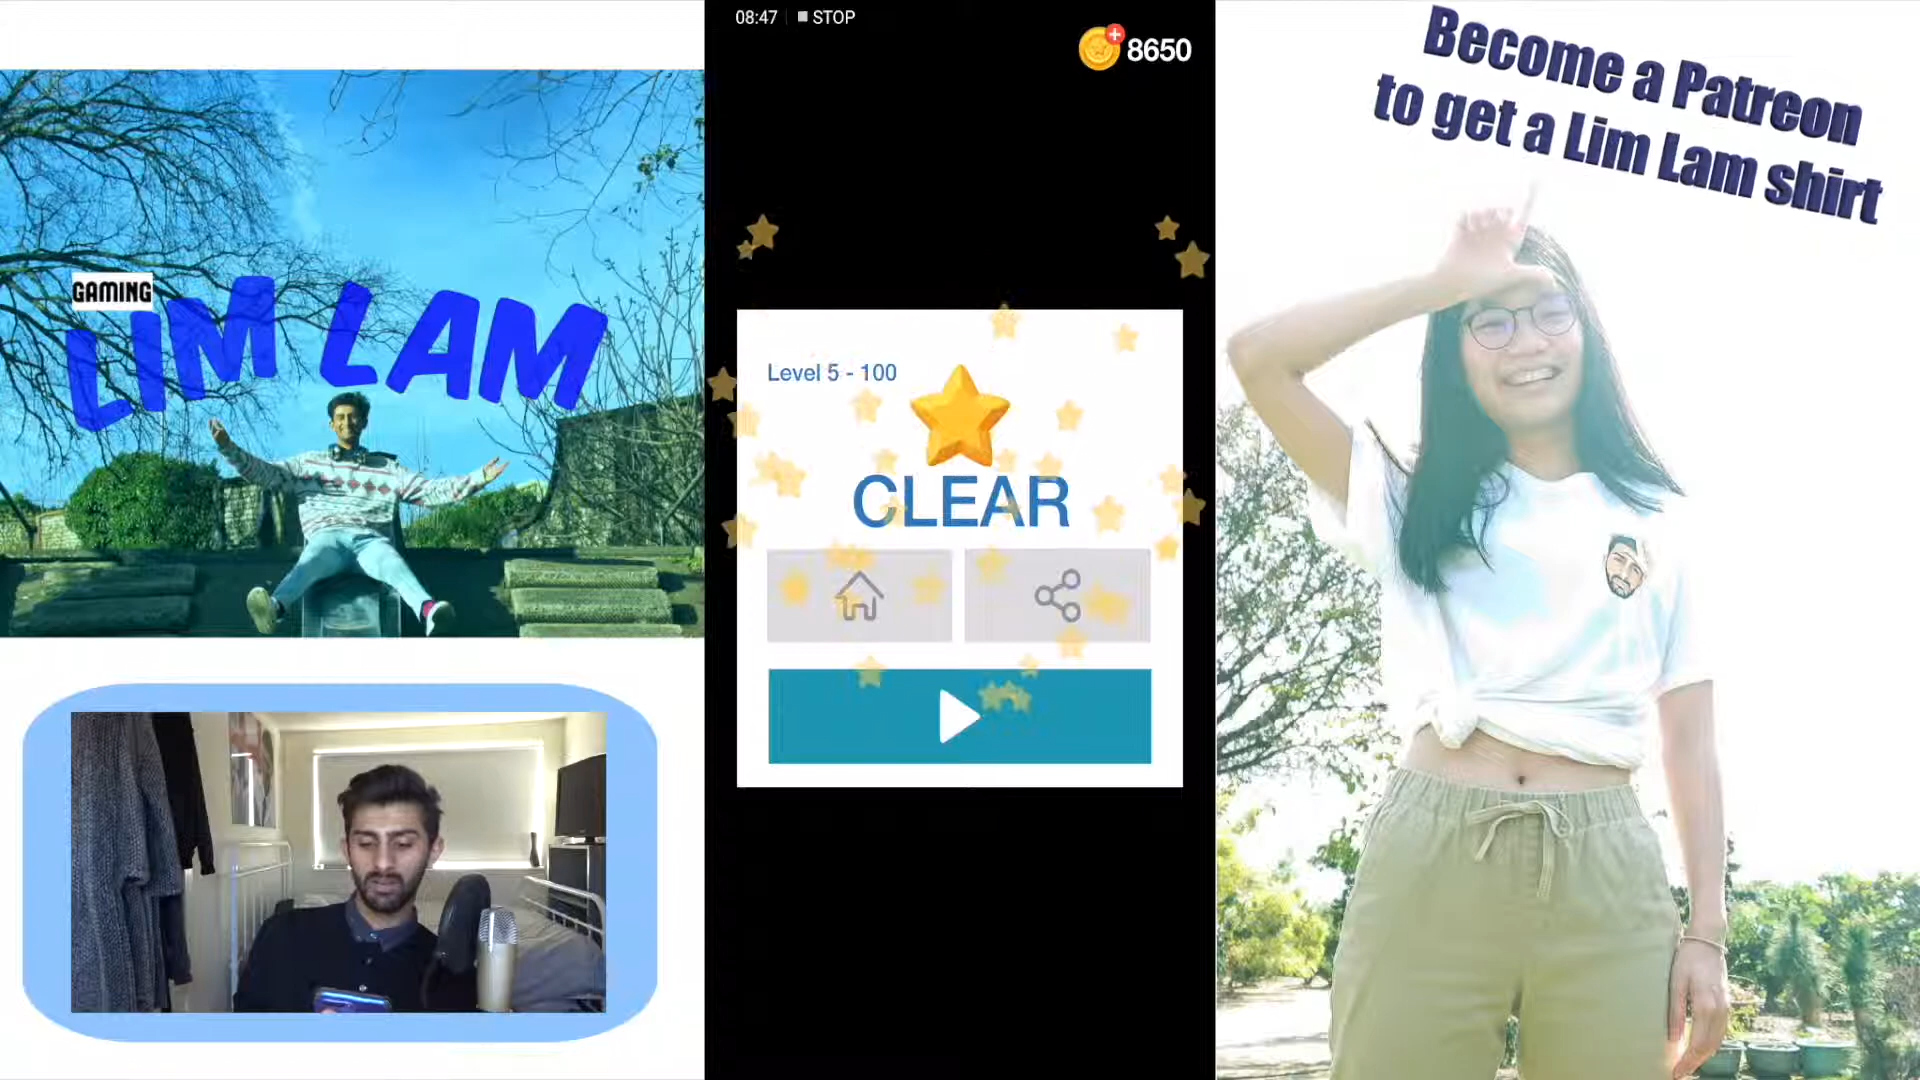 GAMING
LIM LAM
08:47 STOP
8650
Level 5 - 100
CLEAR
Become a Patreon
to get a Lim Lam shirt